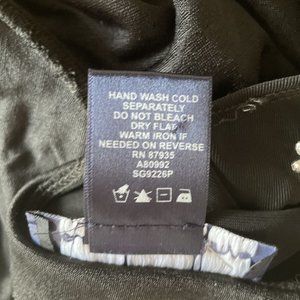 HAND WASH COLD
SEPARATELY
DO NOT BLEACH
DRY FLAT
WARM IRON IF
NEEDED ON REVERSE
RN 87935
A80992
SG9226P